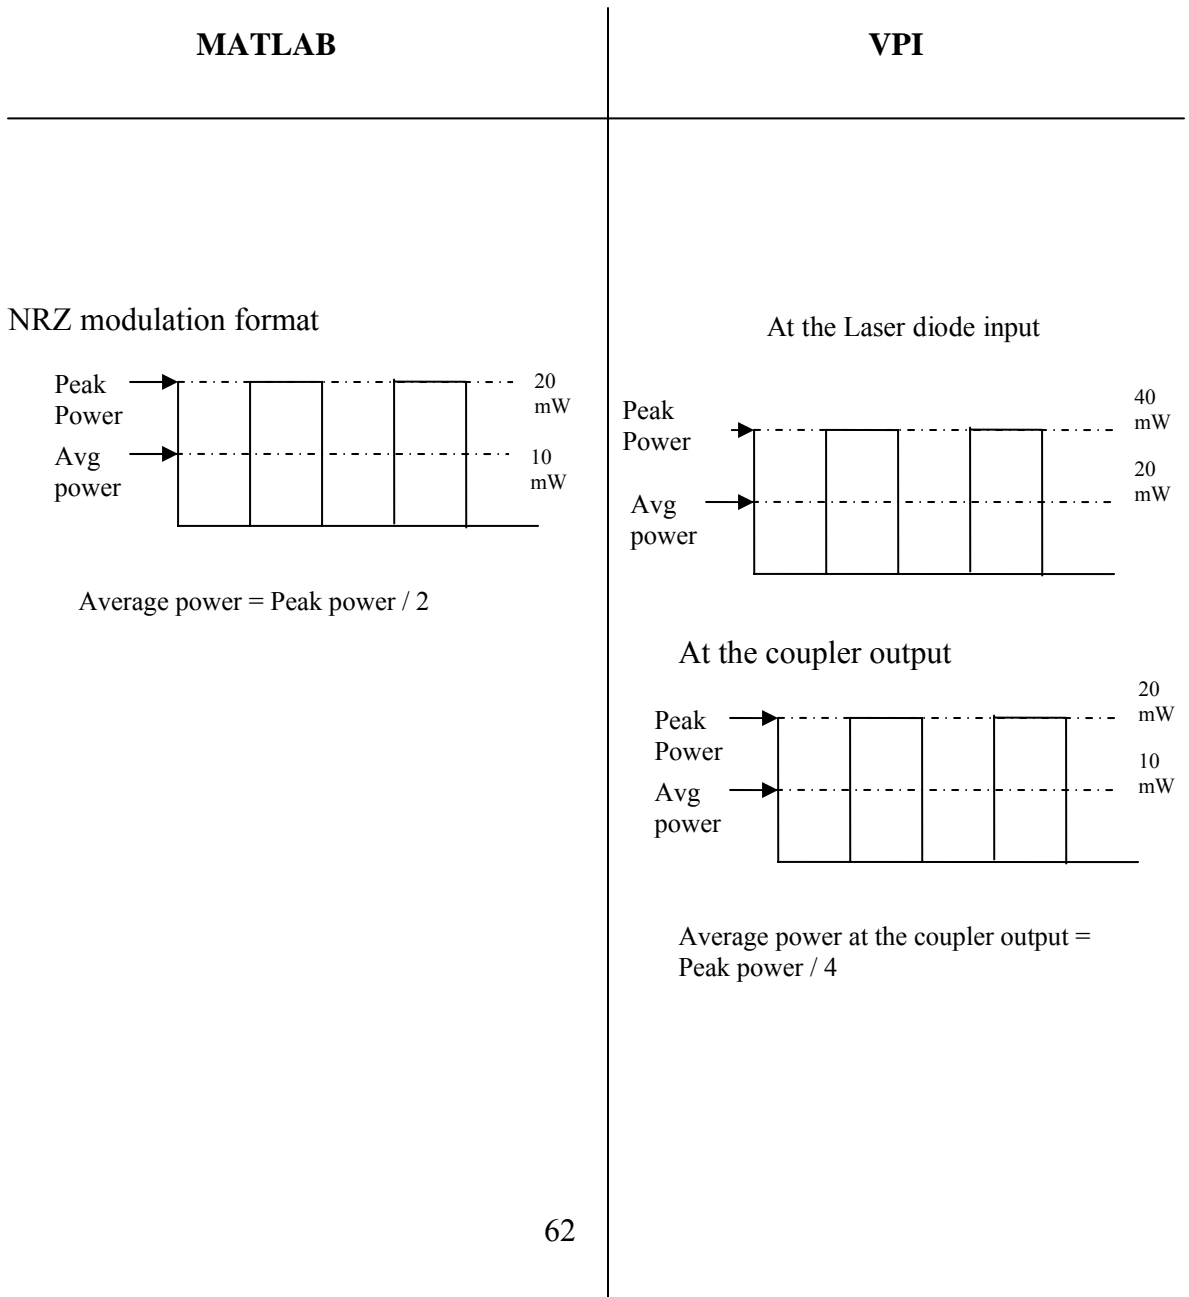 MATLAB
VPI
NRZ modulation format
Peak
Power
20
mW
Avg
power
10
mW
Average power = Peak power / 2
At the Laser diode input
Peak
Power
40
mW
Avg
power
20
mW
At the coupler output
Peak
Power
20
mW
Avg
power
10
mW
Average power at the coupler output =
Peak power / 4
62